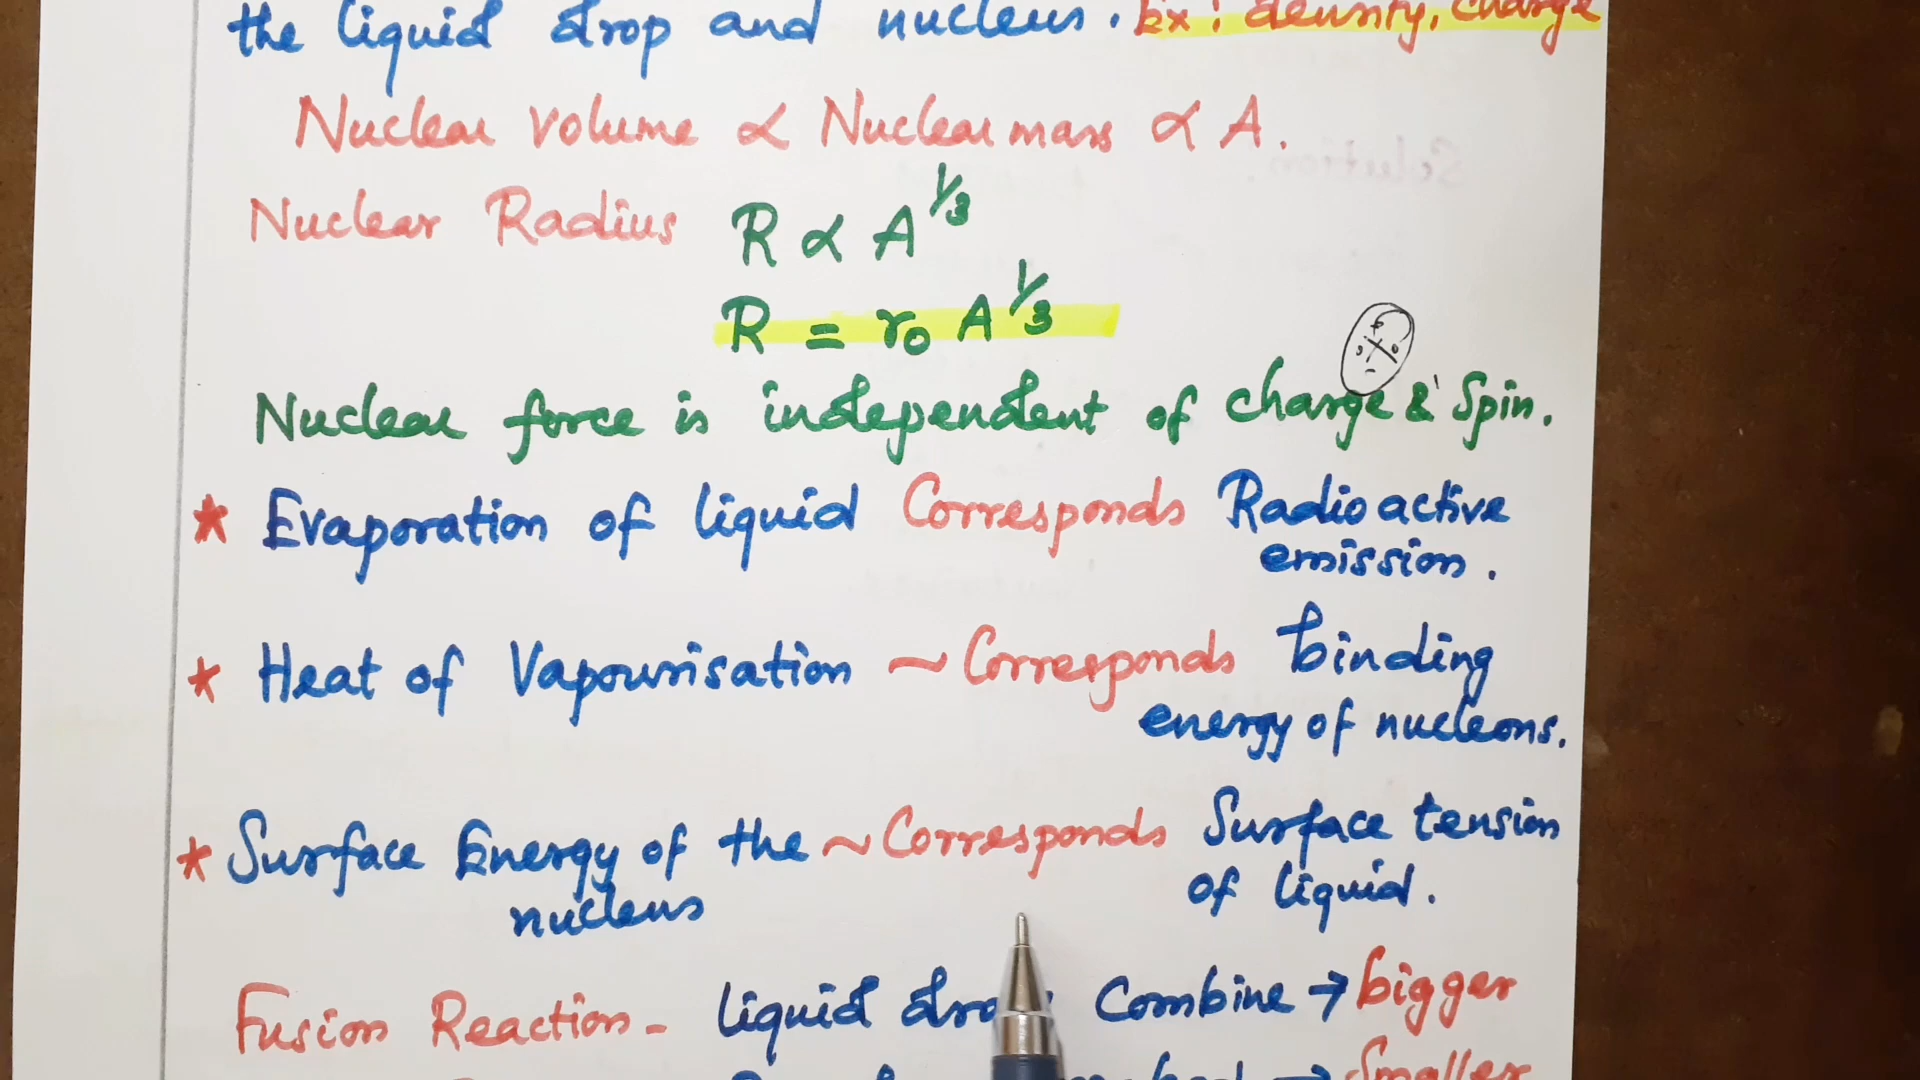 the liquid drop and nucleus. Ex: density, charge
Nuclear volume ∝ Nuclear mass ∝ A.
Nuclear Radius R ∝ A^1/3
R = r₀ A^1/3
Nuclear force is independent of charge & Spin.
* Evaporation of liquid Corresponds Radioactive
emission.
* Heat of Vapourisation ~ Corresponds binding
energy of nucleons.
* Surface Energy of the ~ Corresponds Surface tension
nucleus of liquid.
Fusion Reaction - liquid Combine → bigger
→ Smaller